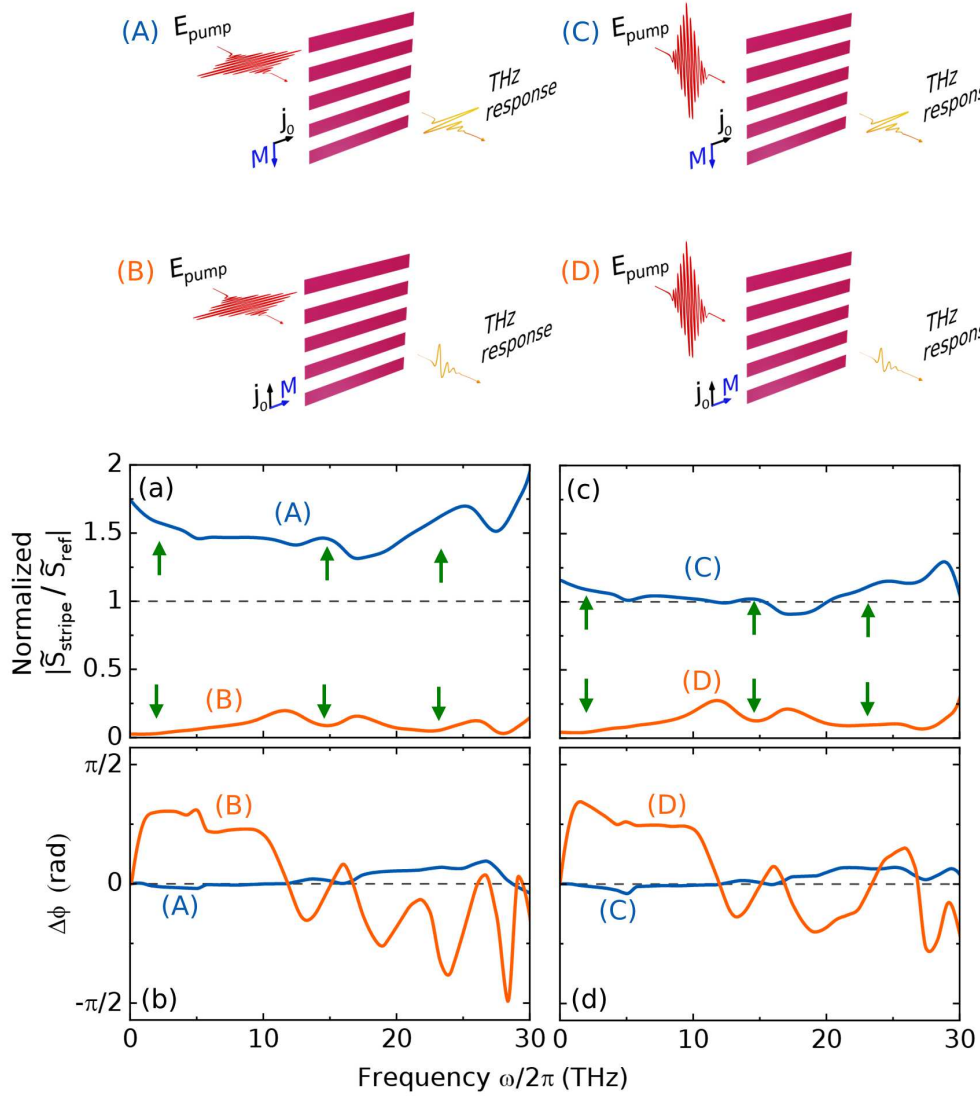 (A)
E_pump
THz
response
j_0
M
(C)
E_pump
THz
response
j_0
M
(B)
E_pump
THz
response
j_0
M
(D)
E_pump
THz
response
j_0
M
Normalized
|S̃_stripe / S̃_ref|
2
1.5
1
0.5
0
(a)
(A)
(B)
(c)
(C)
(D)
Δϕ (rad)
π/2
0
-π/2
(B)
(A)
(b)
0
10
20
30
(D)
(C)
(d)
0
10
20
30
Frequency ω/2π (THz)